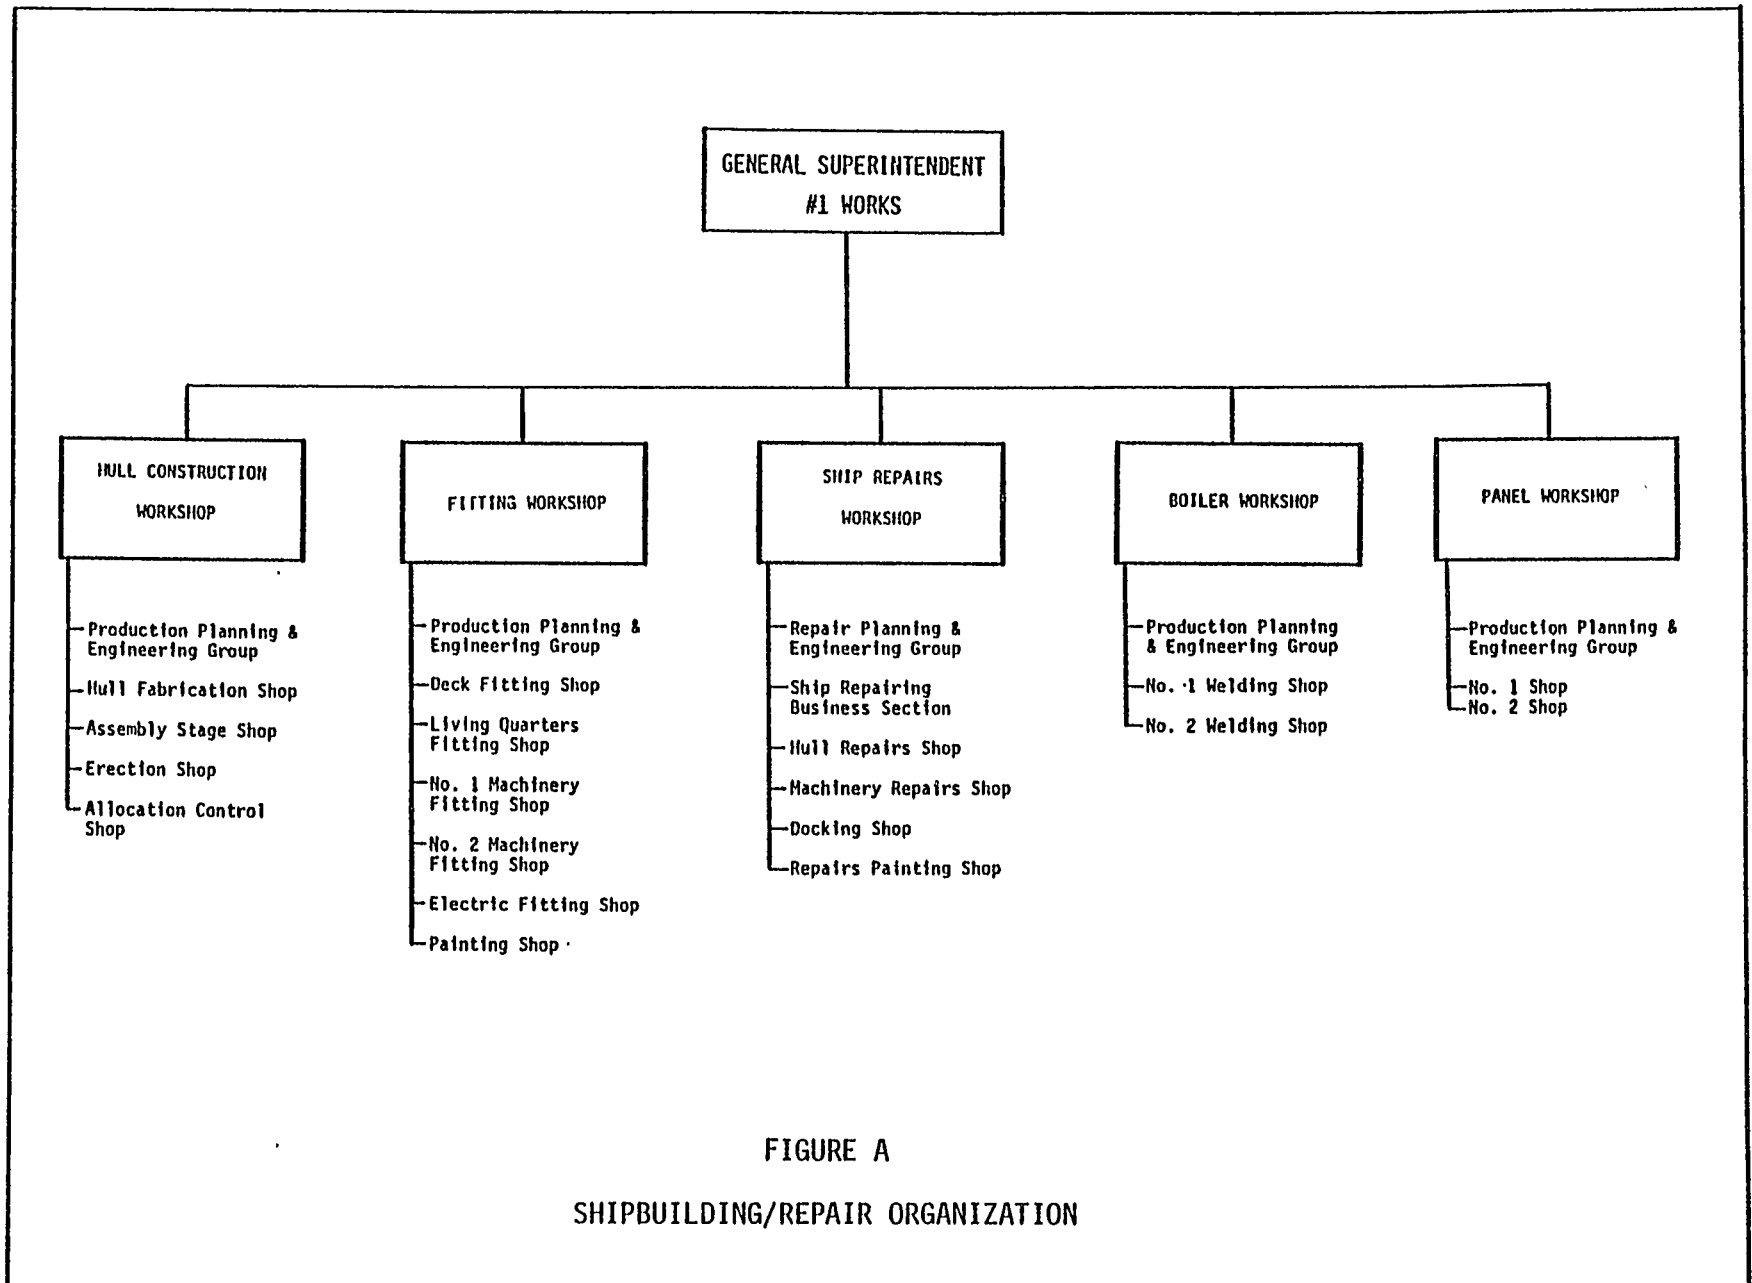 GENERAL SUPERINTENDENT
#1 WORKS
HULL CONSTRUCTION
WORKSHOP
Production Planning &
Engineering Group
Hull Fabrication Shop
Assembly Stage Shop
Erection Shop
Allocation Control
Shop
FITTING WORKSHOP
Production Planning &
Engineering Group
Deck Fitting Shop
Living Quarters
Fitting Shop
No. 1 Machinery
Fitting Shop
No. 2 Machinery
Fitting Shop
Electric Fitting Shop
Painting Shop
SHIP REPAIRS
WORKSHOP
Repair Planning &
Engineering Group
Ship Repairing
Business Section
Hull Repairs Shop
Machinery Repairs Shop
Docking Shop
Repairs Painting Shop
BOILER WORKSHOP
Production Planning
& Engineering Group
No. 1 Welding Shop
No. 2 Welding Shop
PANEL WORKSHOP
Production Planning &
Engineering Group
No. 1 Shop
No. 2 Shop
FIGURE A
SHIPBUILDING/REPAIR ORGANIZATION